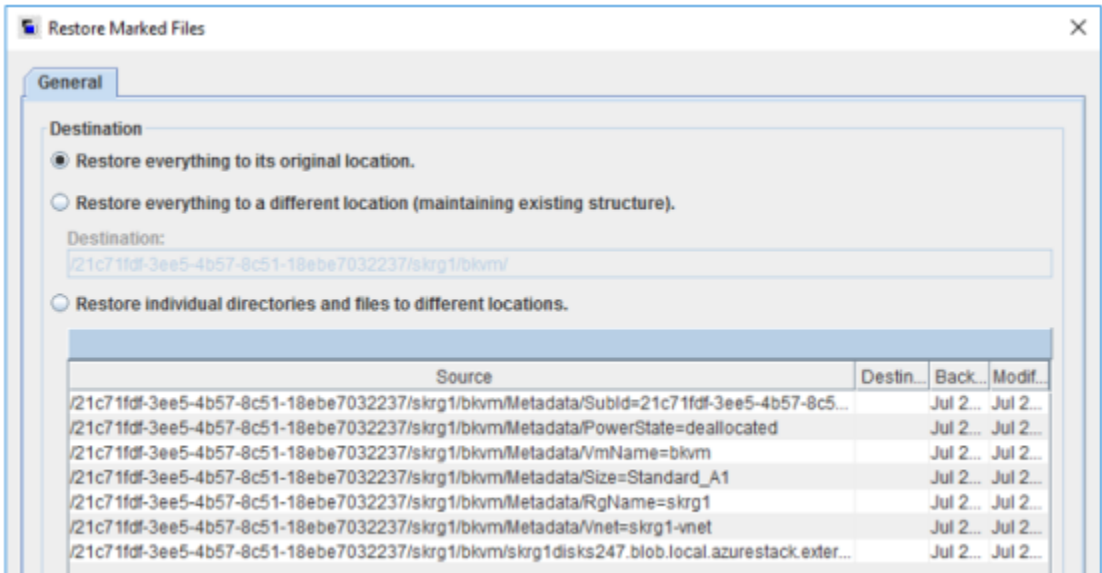 Restore Marked Files
General
Destination
Restore everything to its original location.
Restore everything to a different location (maintaining existing structure).
Destination:
/21c71fdf-3ee5-4b57-8c51-18ebe7032237/skrg1/bkvm/
Restore individual directories and files to different locations.
Source Destin... Back... Modif...
/21c71fdf-3ee5-4b57-8c51-18ebe7032237/skrg1/bkvm/Metadata/SubId=21c71fdf-3ee5-4b57-8c5... Jul 2... Jul 2...
/21c71fdf-3ee5-4b57-8c51-18ebe7032237/skrg1/bkvm/Metadata/PowerState=deallocated Jul 2... Jul 2...
/21c71fdf-3ee5-4b57-8c51-18ebe7032237/skrg1/bkvm/Metadata/VmName=bkvm Jul 2... Jul 2...
/21c71fdf-3ee5-4b57-8c51-18ebe7032237/skrg1/bkvm/Metadata/Size=Standard_A1 Jul 2... Jul 2...
/21c71fdf-3ee5-4b57-8c51-18ebe7032237/skrg1/bkvm/Metadata/RgName=skrg1 Jul 2... Jul 2...
/21c71fdf-3ee5-4b57-8c51-18ebe7032237/skrg1/bkvm/Metadata/Vnet=skrg1-vnet Jul 2... Jul 2...
/21c71fdf-3ee5-4b57-8c51-18ebe7032237/skrg1/bkvm/skrg1disks247.blob.local.azurestack.exter... Jul 2... Jul 2...